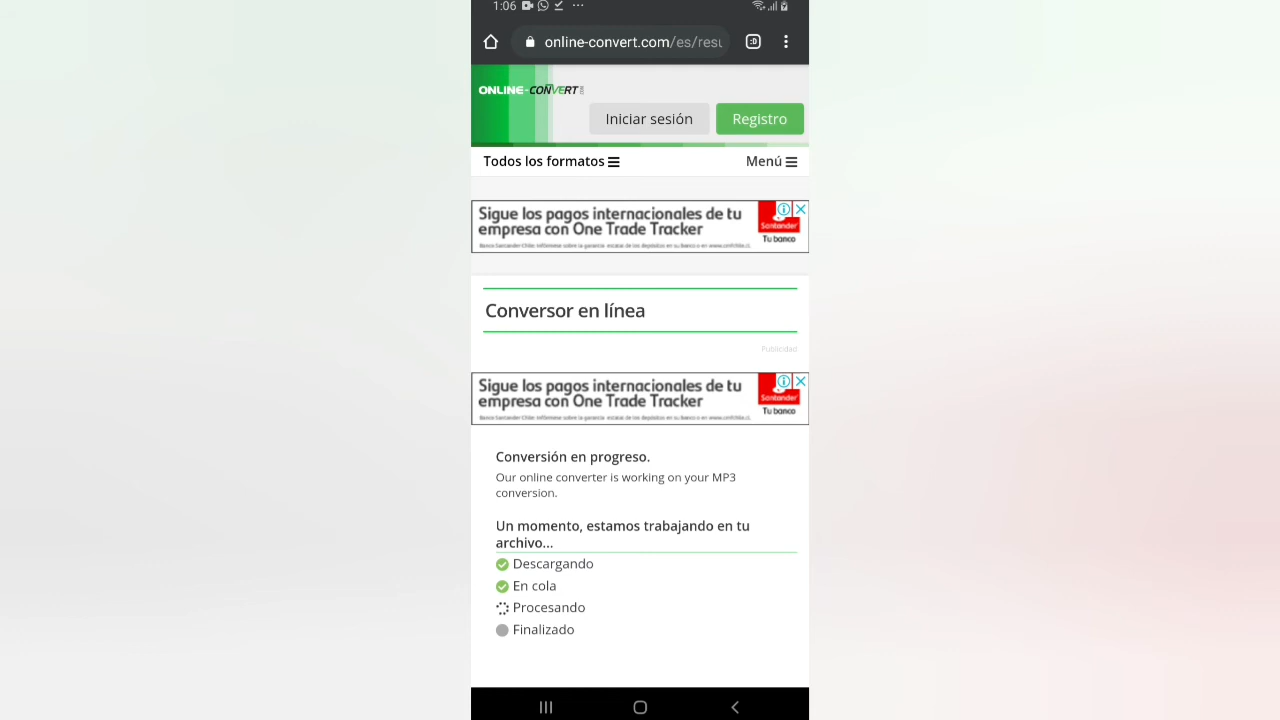 1:06
online-convert.com/es/resu
ONLINE-CONVERT
Iniciar sesión
Registro
Todos los formatos
Menú
Sigue los pagos internacionales de tu
empresa con One Trade Tracker
Santander
Tu banco
Conversor en línea
Publicidad
Sigue los pagos internacionales de tu
empresa con One Trade Tracker
Santander
Tu banco
Conversión en progreso.
Our online converter is working on your MP3
conversion.
Un momento, estamos trabajando en tu
archivo...
Descargando
En cola
Procesando
Finalizado